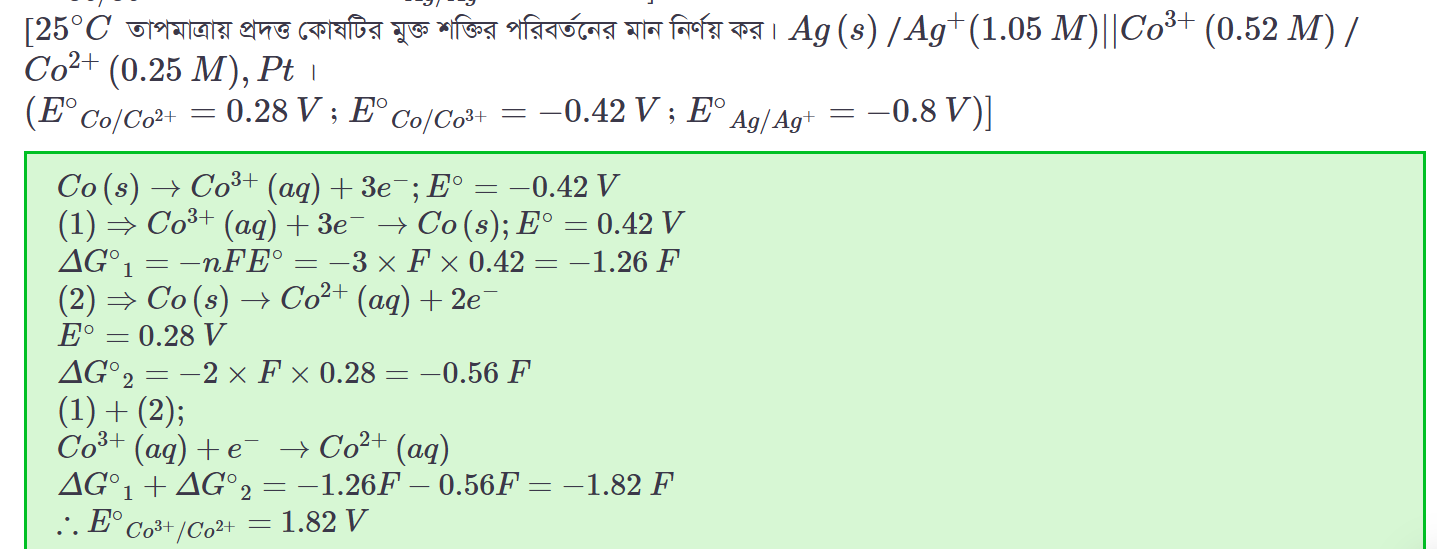 [25°C তাপমাত্রায় প্রদত্ত কোষটির মুক্ত শক্তির পরিবর্তনের মান নির্ণয় কর। Ag (s) /Ag⁺(1.05 M)||Co³⁺ (0.52 M) /
Co²⁺ (0.25 M), Pt ।
(E°_{Co/Co²⁺} = 0.28 V ; E°_{Co/Co³⁺} = −0.42 V ; E°_{Ag/Ag⁺} = −0.8 V)]
Co (s) → Co³⁺ (aq) + 3e⁻; E° = −0.42 V
(1) ⇒ Co³⁺ (aq) + 3e⁻ → Co (s); E° = 0.42 V
ΔG°₁ = −nFE° = −3 × F × 0.42 = −1.26 F
(2) ⇒ Co (s) → Co²⁺ (aq) + 2e⁻
E° = 0.28 V
ΔG°₂ = −2 × F × 0.28 = −0.56 F
(1) + (2);
Co³⁺ (aq) + e⁻ → Co²⁺ (aq)
ΔG°₁ + ΔG°₂ = −1.26F − 0.56F = −1.82 F
∴ E°_{Co³⁺/Co²⁺} = 1.82 V